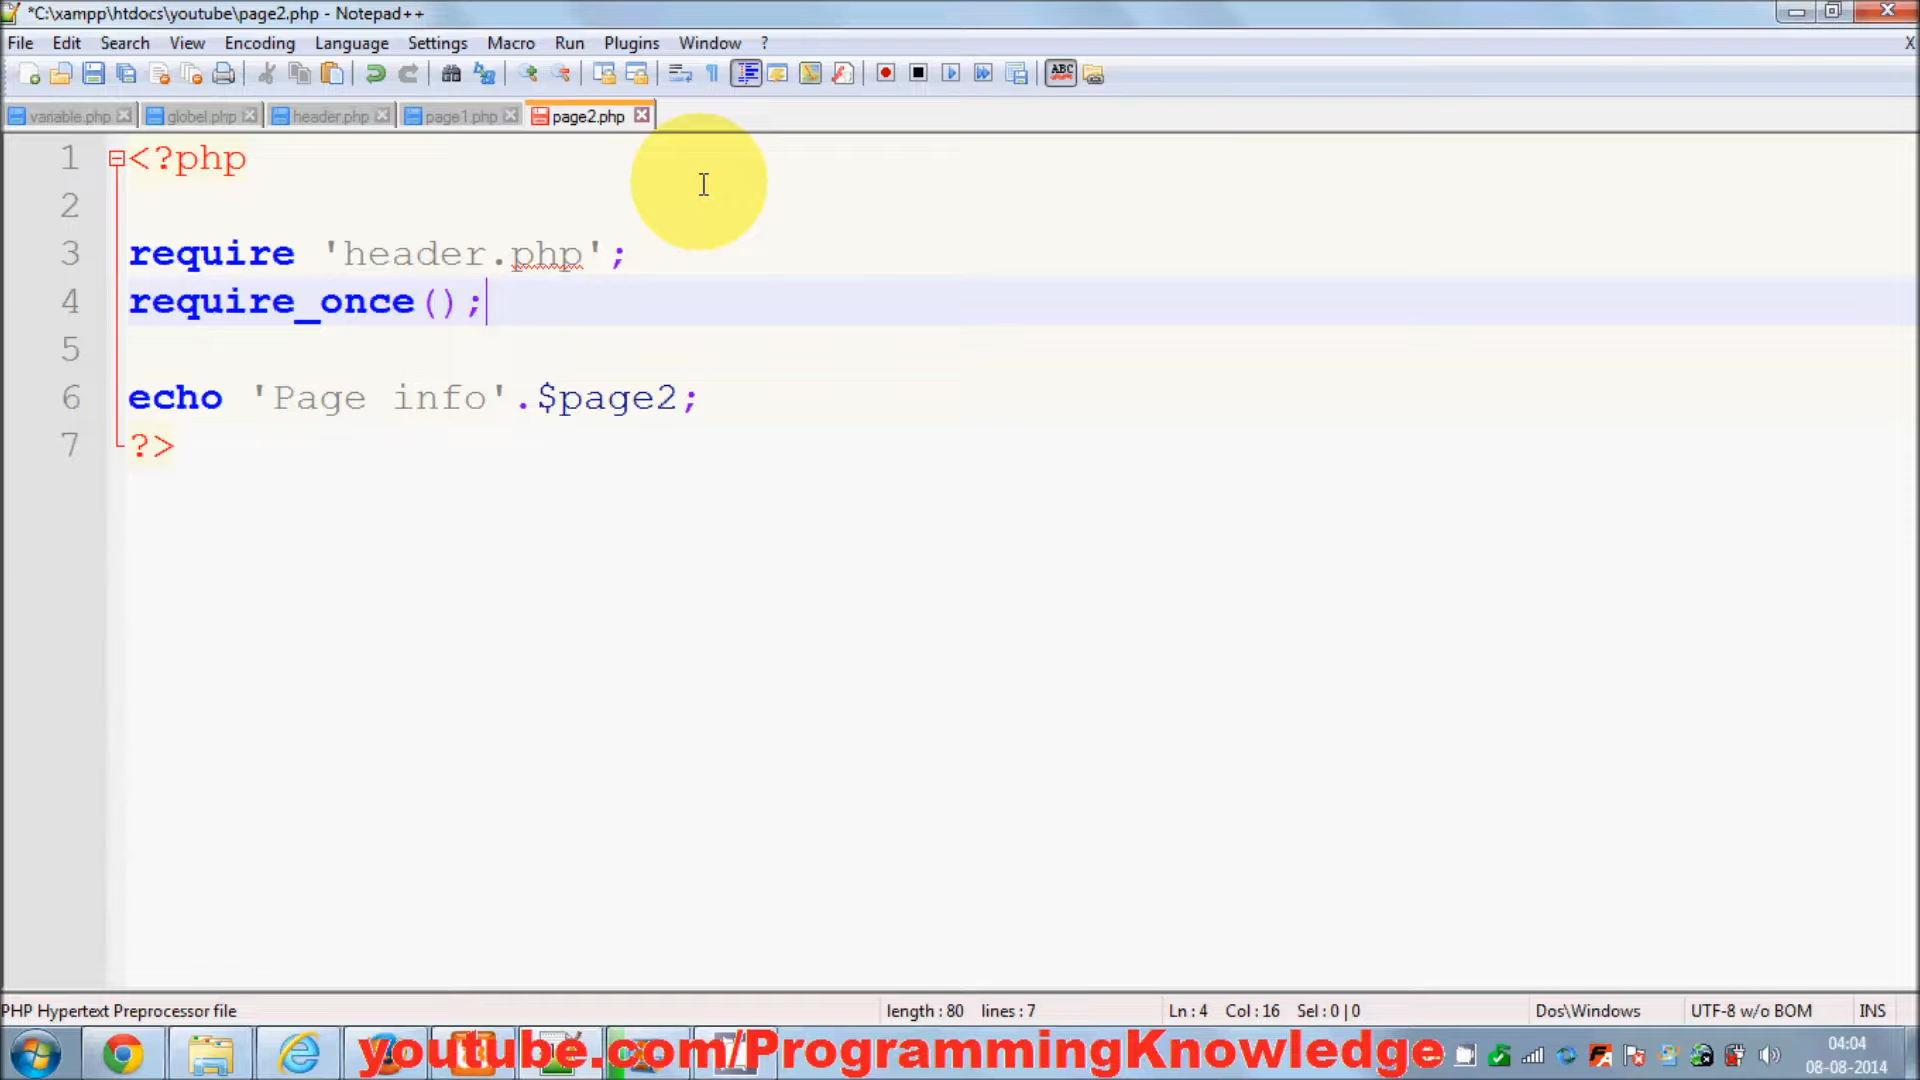 *C:\xampp\htdocs\youtube\page2.php - Notepad++
File Edit Search View Encoding Language Settings Macro Run Plugins Window ? X
variable.php globel.php header.php page1.php page2.php
1 <?php
2
3 require 'header.php';
4 require_once();
5
6 echo 'Page info'.$page2;
7 ?>
PHP Hypertext Preprocessor file length : 80 lines : 7 Ln : 4 Col : 16 Sel : 0 | 0 Dos\Windows UTF-8 w/o BOM INS
youtube.com/ProgrammingKnowledge
04:04
08-08-2014